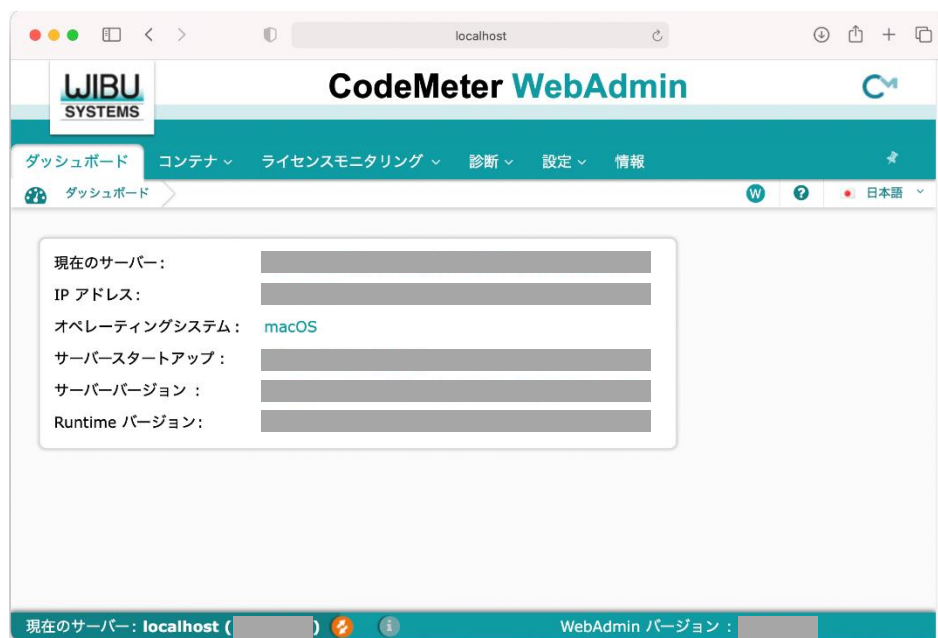 localhost
WIBU
SYSTEMS
CodeMeter WebAdmin
CM
ダッシュボード コンテナ ライセンスモニタリング 診断 設定 情報
ダッシュボード W ? 日本語
現在のサーバー:
IP アドレス:
オペレーティングシステム: macOS
サーバースタートアップ :
サーバーバージョン :
Runtime バージョン:
現在のサーバー: localhost ( ) i WebAdmin バージョン :